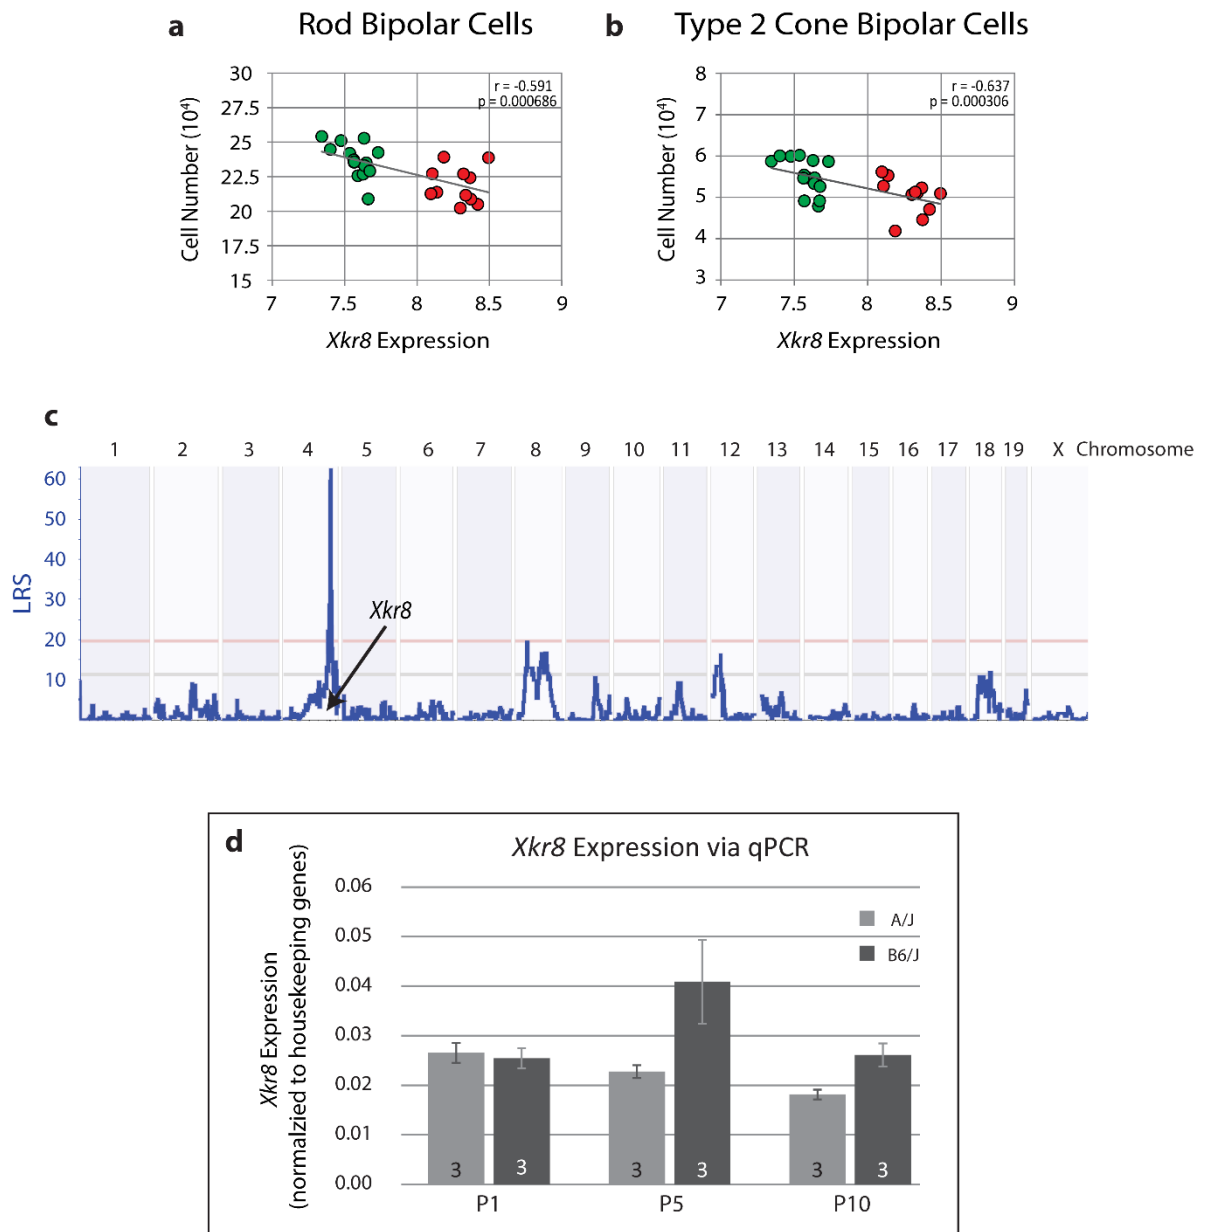 a Rod Bipolar Cells
r = -0.591
p = 0.000686
Cell Number (10⁴)
30
27.5
25
22.5
20
17.5
15
7 7.5 8 8.5 9
Xkr8 Expression
b Type 2 Cone Bipolar Cells
r = -0.637
p = 0.000306
Cell Number (10⁴)
8
7
6
5
4
3
7 7.5 8 8.5 9
Xkr8 Expression
c
1 2 3 4 5 6 7 8 9 10 11 12 13 14 15 16 17 18 19 X Chromosome
LRS
60
50
40
30
20
10
Xkr8
d Xkr8 Expression via qPCR
Xkr8 Expression
(normalzied to housekeeping genes)
0.06
0.05
0.04
0.03
0.02
0.01
0.00
A/J
B6/J
3 3 3 3 3 3
P1 P5 P10